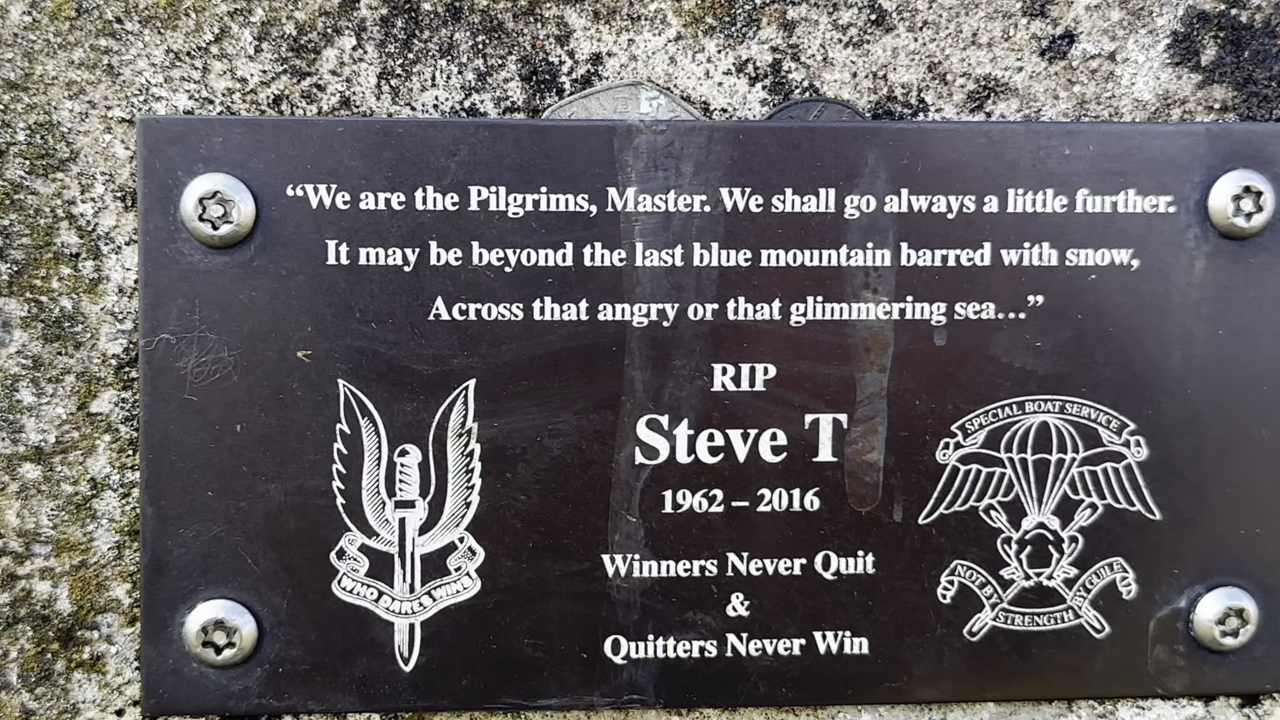 “We are the Pilgrims, Master. We shall go always a little further.
It may be beyond the last blue mountain barred with snow,
Across that angry or that glimmering sea…”
RIP
Steve T
1962 – 2016
Winners Never Quit
&
Quitters Never Win
WHO DARES WINS
SPECIAL BOAT SERVICE
NOT BY STRENGTH BY GUILE